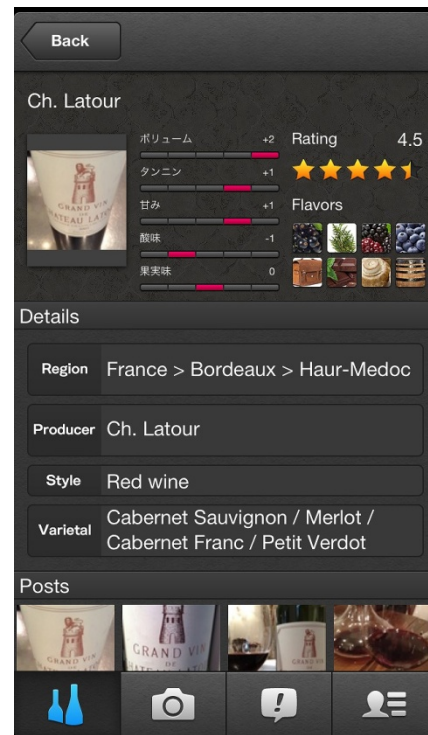 Back
Ch. Latour
ボリューム +2
タンニン +1
甘み +1
酸味 -1
果実味 0
Rating 4.5
Flavors
GRAND VIN
Details
Region France > Bordeaux > Haur-Medoc
Producer Ch. Latour
Style Red wine
Varietal Cabernet Sauvignon / Merlot /
Cabernet Franc / Petit Verdot
Posts
GRAND VIN
GRAND VIN
DE